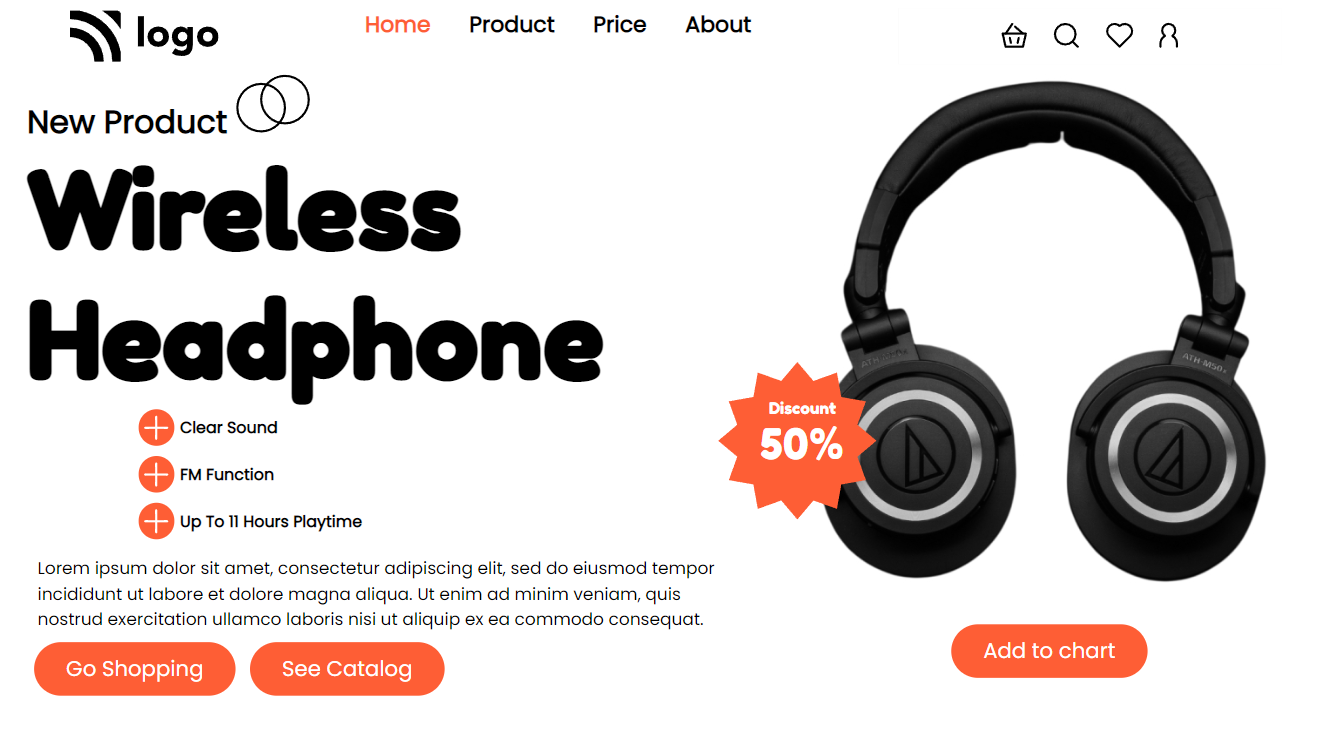 logo
Home Product Price About
New Product
Wireless
Headphone
Clear Sound
FM Function
Up To 11 Hours Playtime
Lorem ipsum dolor sit amet, consectetur adipiscing elit, sed do eiusmod tempor
incididunt ut labore et dolore magna aliqua. Ut enim ad minim veniam, quis
nostrud exercitation ullamco laboris nisi ut aliquip ex ea commodo consequat.
Go Shopping
See Catalog
Discount
50%
ATH-M50x
Add to chart